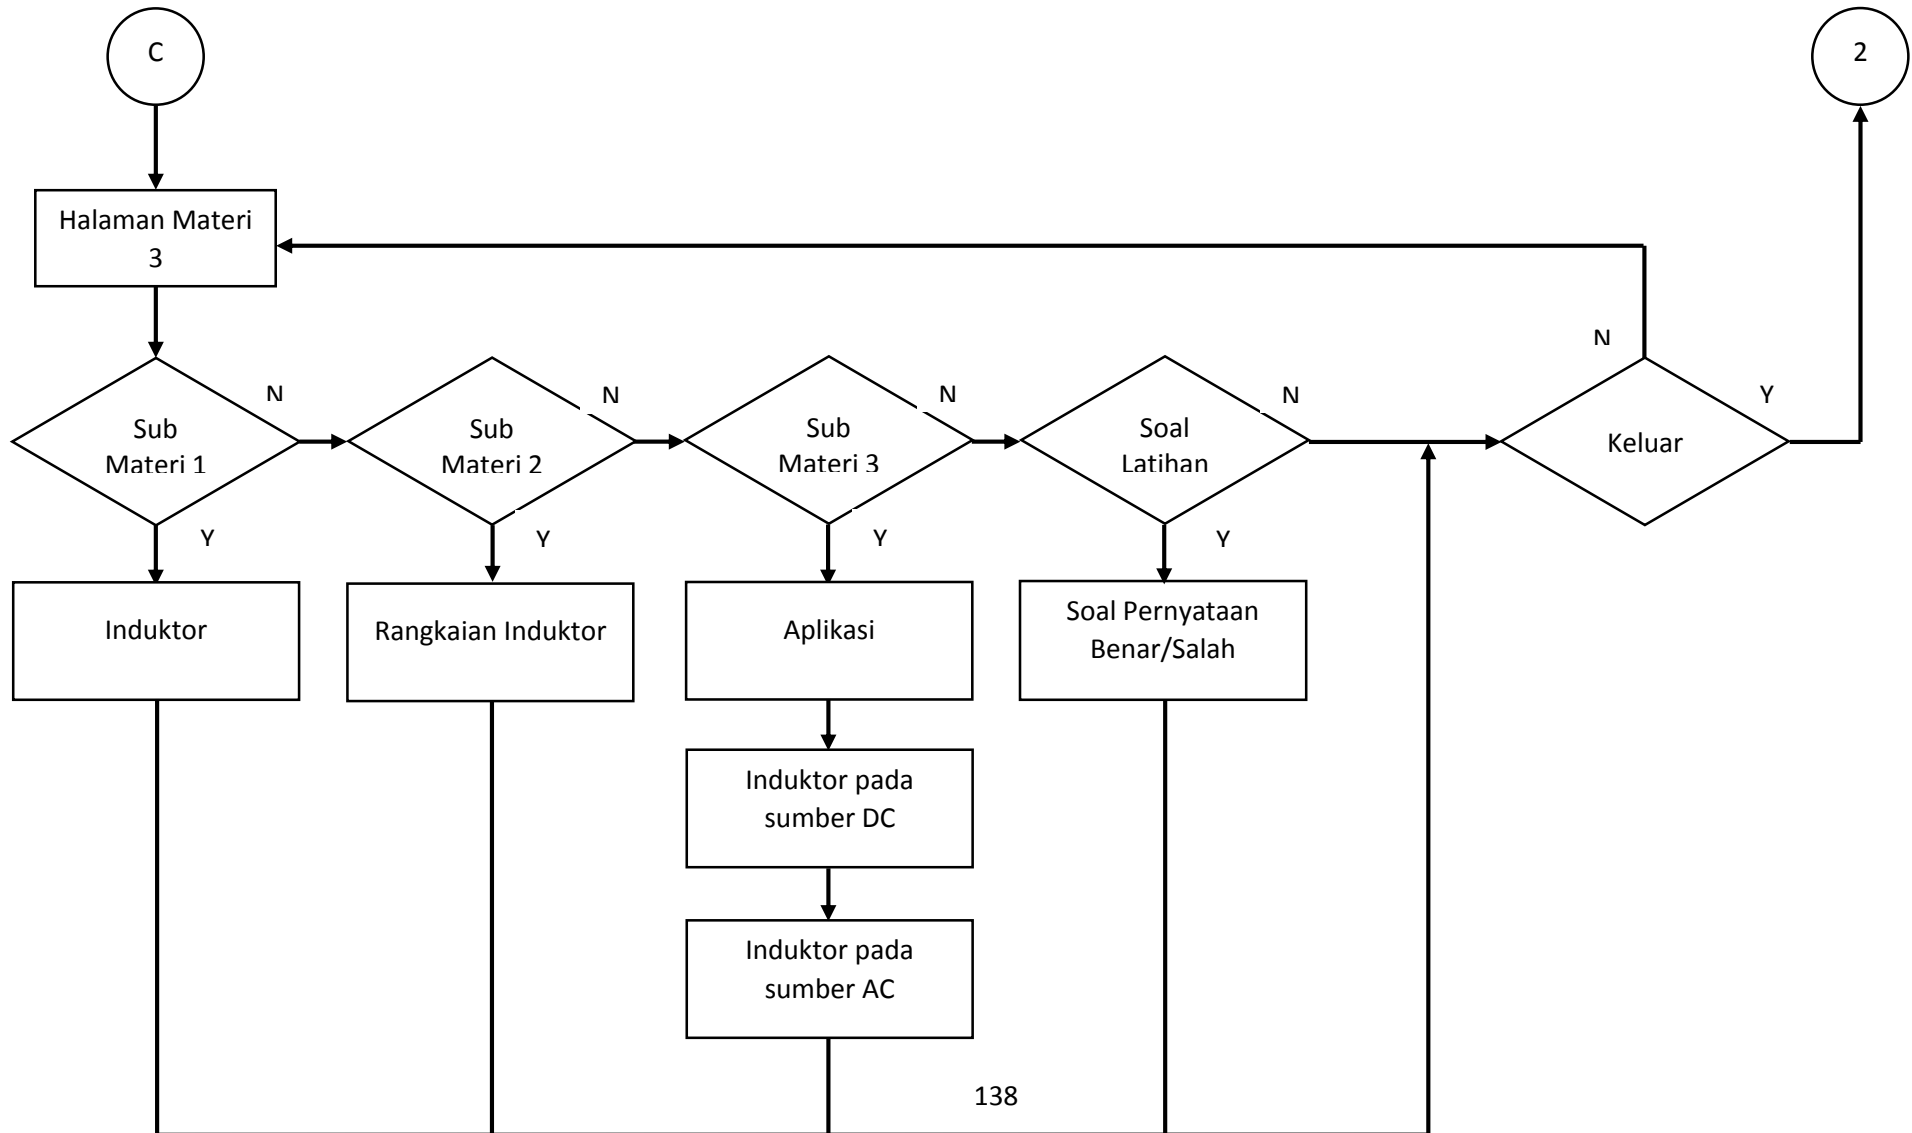 C
2
Halaman Materi
3
N
N
N
N
N
Y
Sub
Materi 1
Sub
Materi 2
Sub
Materi 3
Soal
Latihan
Keluar
Y
Y
Y
Y
Induktor
Rangkaian Induktor
Aplikasi
Soal Pernyataan
Benar/Salah
Induktor pada
sumber DC
Induktor pada
sumber AC
138